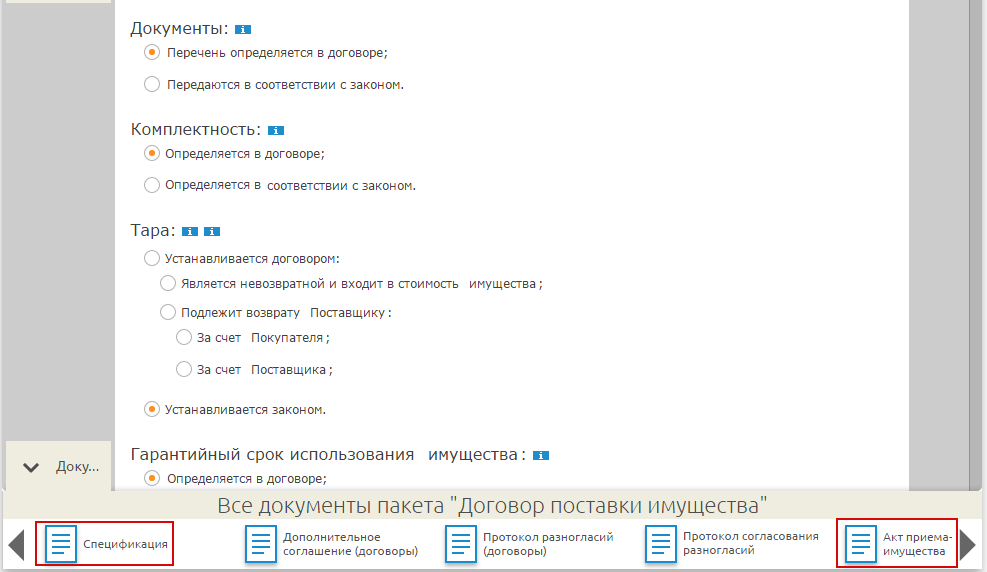 Документы:
Перечень определяется в договоре;
Передаются в соответствии с законом.
Комплектность:
Определяется в договоре;
Определяется в соответствии с законом.
Тара:
Устанавливается договором:
Является невозвратной и входит в стоимость имущества;
Подлежит возврату Поставщику:
За счет Покупателя;
За счет Поставщика;
Устанавливается законом.
Гарантийный срок использования имущества:
Определяется в договоре;
Доку...
Все документы пакета "Договор поставки имущества"
Спецификация
Дополнительное
соглашение (договоры)
Протокол разногласий
(договоры)
Протокол согласования
разногласий
Акт приема-
имущества